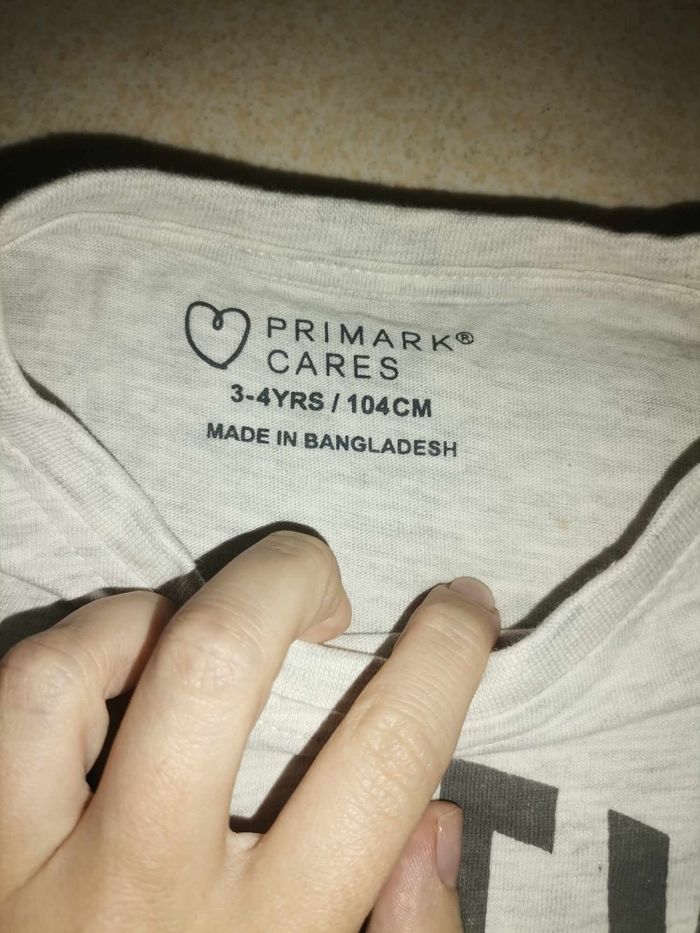 PRIMARK®
CARES
3-4YRS / 104CM
MADE IN BANGLADESH